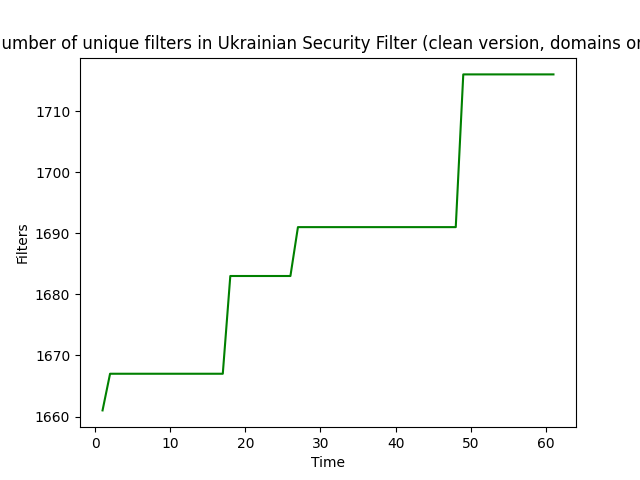 umber of unique filters in Ukrainian Security Filter (clean version, domains or
1710
1700
1690
1680
1670
1660
Filters
0 10 20 30 40 50 60
Time